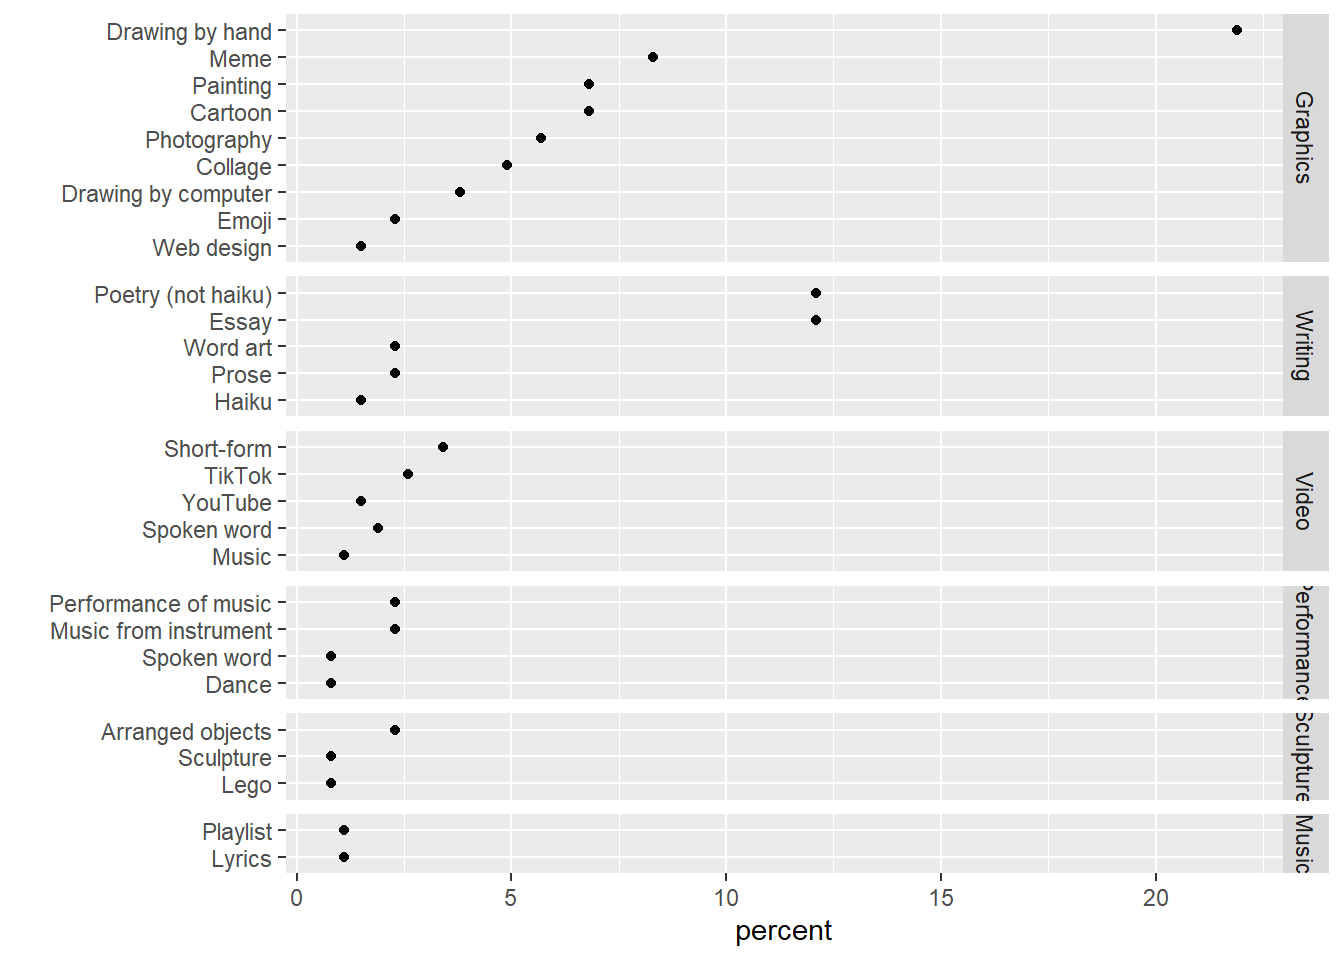 Drawing by hand
Meme
Painting
Cartoon
Photography
Collage
Drawing by computer
Emoji
Web design
Graphics
Poetry (not haiku)
Essay
Word art
Prose
Haiku
Writing
Short-form
TikTok
YouTube
Spoken word
Music
Video
Performance of music
Music from instrument
Spoken word
Dance
Performance
Arranged objects
Sculpture
Lego
Sculpture
Playlist
Lyrics
Music
0 5 10 15 20
percent